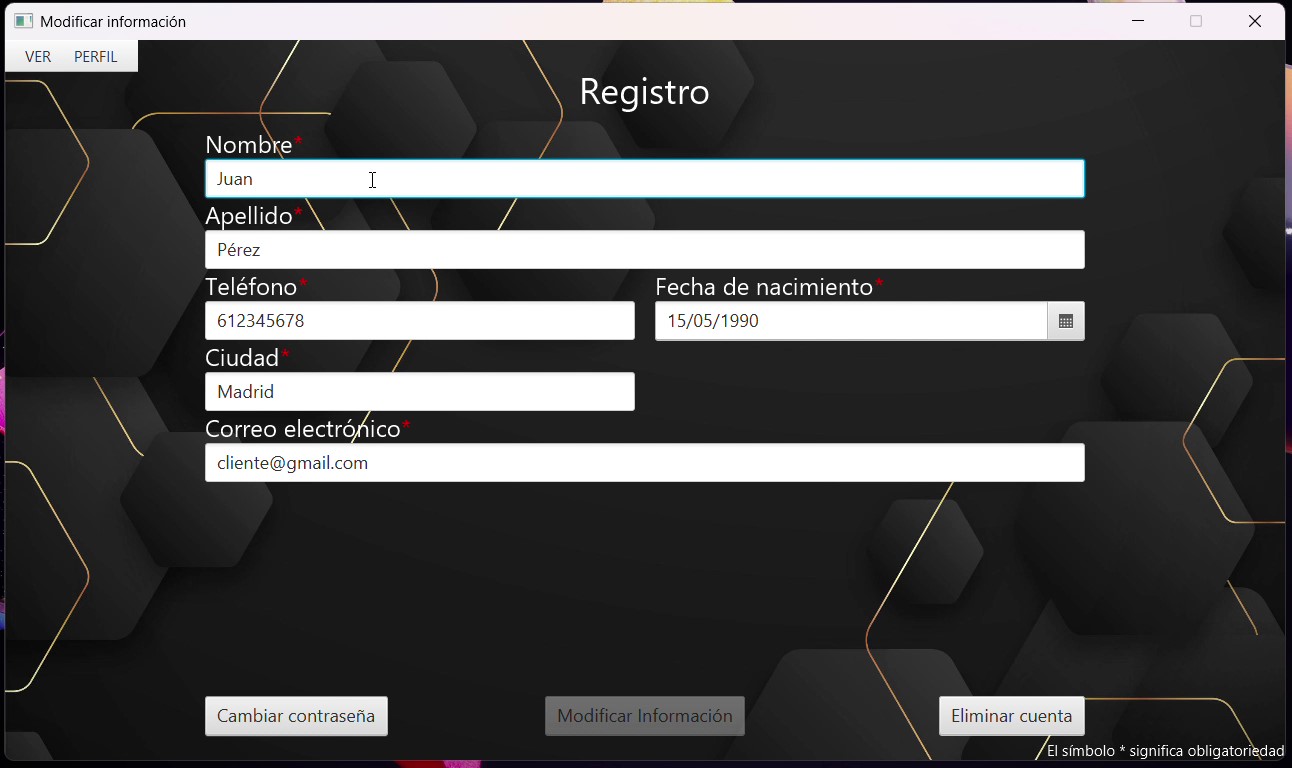 Modificar información
VER PERFIL
Registro
Nombre*
Juan
Apellido*
Pérez
Teléfono* Fecha de nacimiento*
612345678 15/05/1990
Ciudad*
Madrid
Correo electrónico*
cliente@gmail.com
Cambiar contraseña Modificar Información Eliminar cuenta
El símbolo * significa obligatoriedad